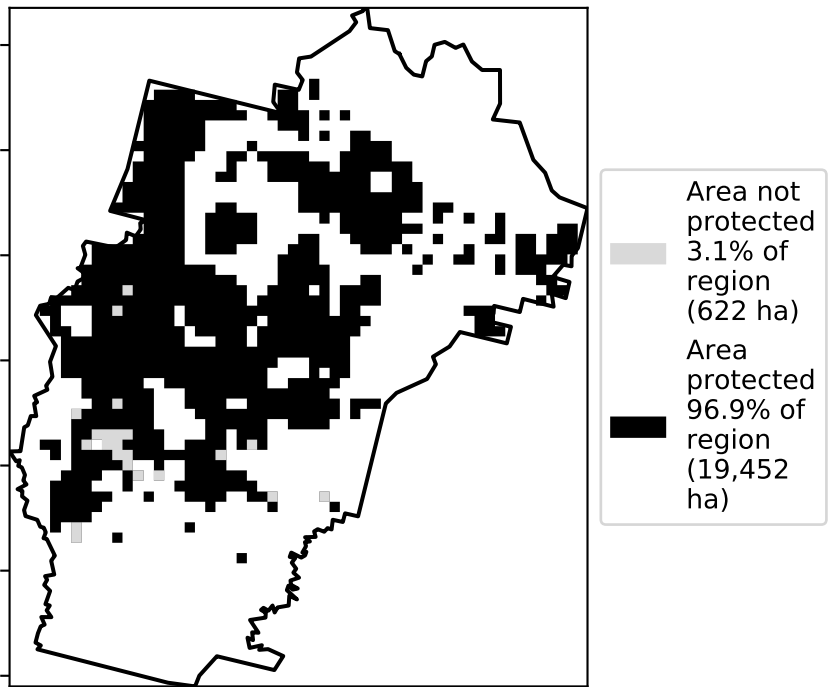 Area not
protected
3.1% of
region
(622 ha)
Area
protected
96.9% of
region
(19,452
ha)